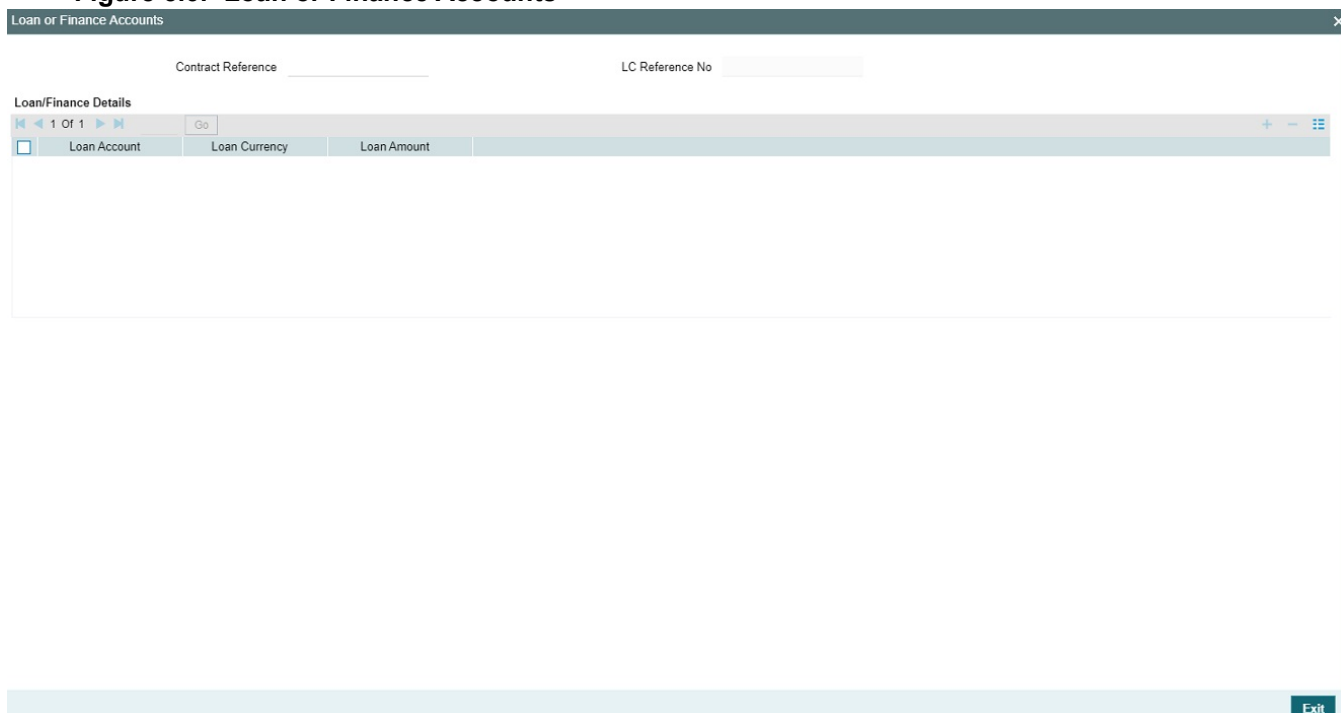 Loan or Finance Accounts
Contract Reference
LC Reference No
Loan/Finance Details
1 Of 1 Go
Loan Account Loan Currency Loan Amount
Exit